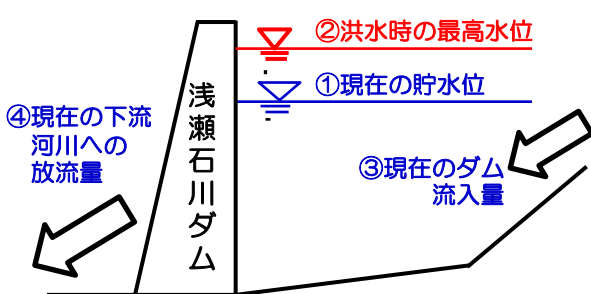 ②洪水時の最高水位
①現在の貯水位
④現在の下流
河川への
放流量
浅瀬石川ダム
③現在のダム
流入量